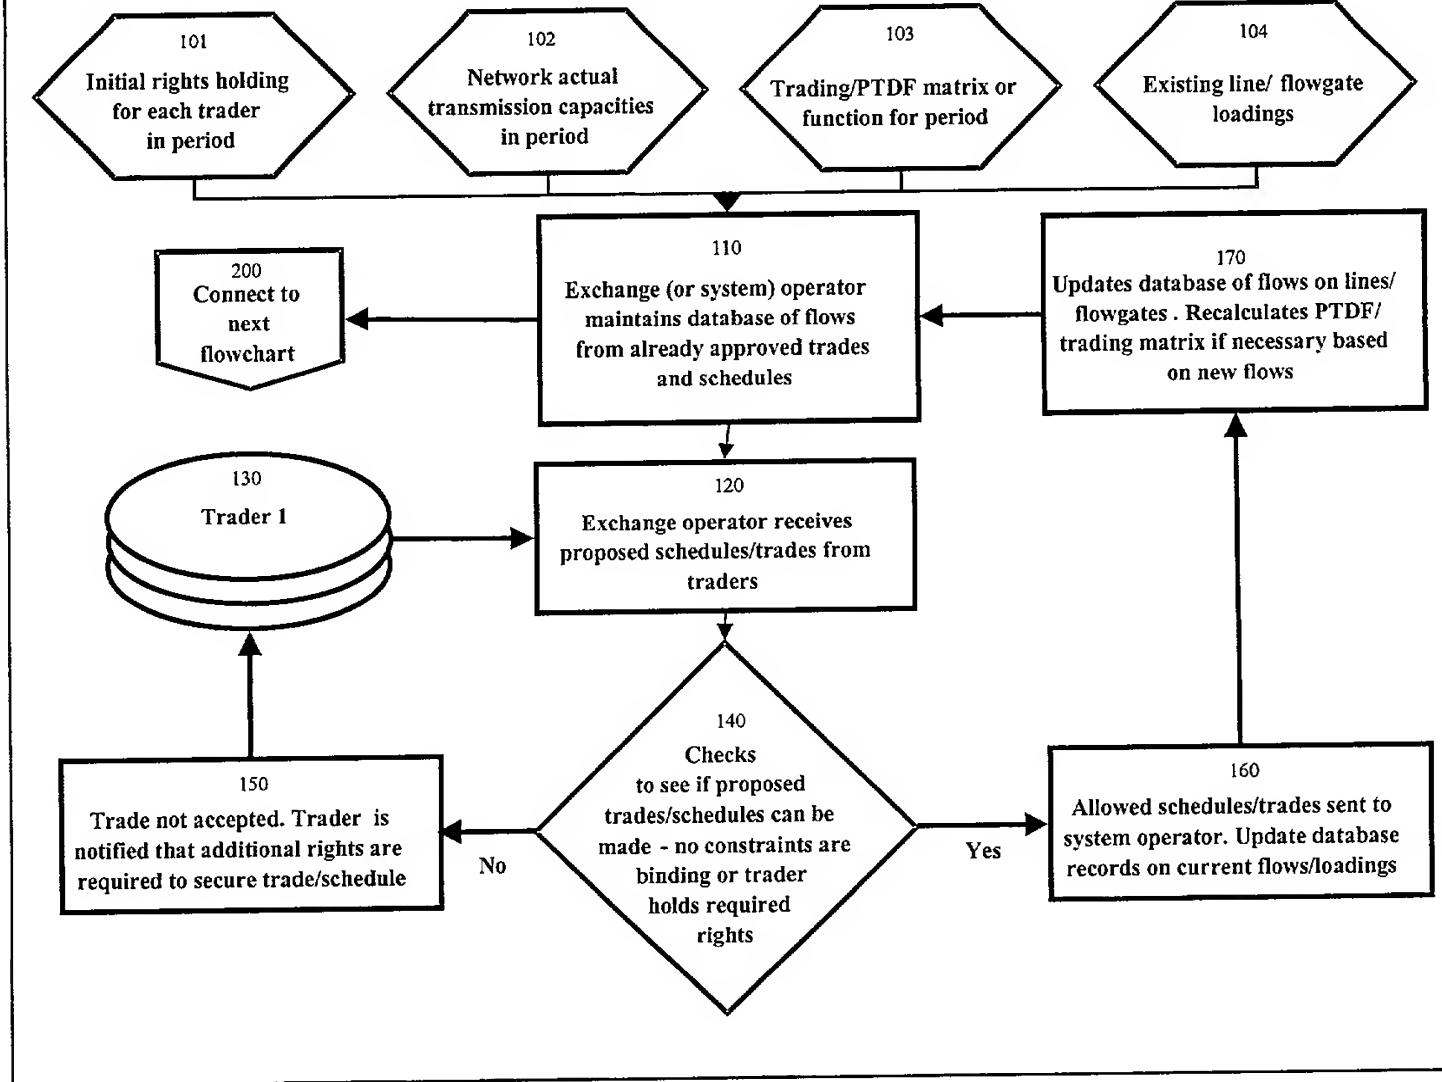 101
Initial rights holding
for each trader
in period
102
Network actual
transmission capacities
in period
103
Trading/PTDF matrix or
function for period
104
Existing line/ flowgate
loadings
200
Connect to
next
flowchart
110
Exchange (or system) operator
maintains database of flows
from already approved trades
and schedules
170
Updates database of flows on lines/
flowgates . Recalculates PTDF/
trading matrix if necessary based
on new flows
130
Trader 1
120
Exchange operator receives
proposed schedules/trades from
traders
140
Checks
to see if proposed
trades/schedules can be
made - no constraints are
binding or trader
holds required
rights
150
Trade not accepted. Trader is
notified that additional rights are
required to secure trade/schedule
No
Yes
160
Allowed schedules/trades sent to
system operator. Update database
records on current flows/loadings